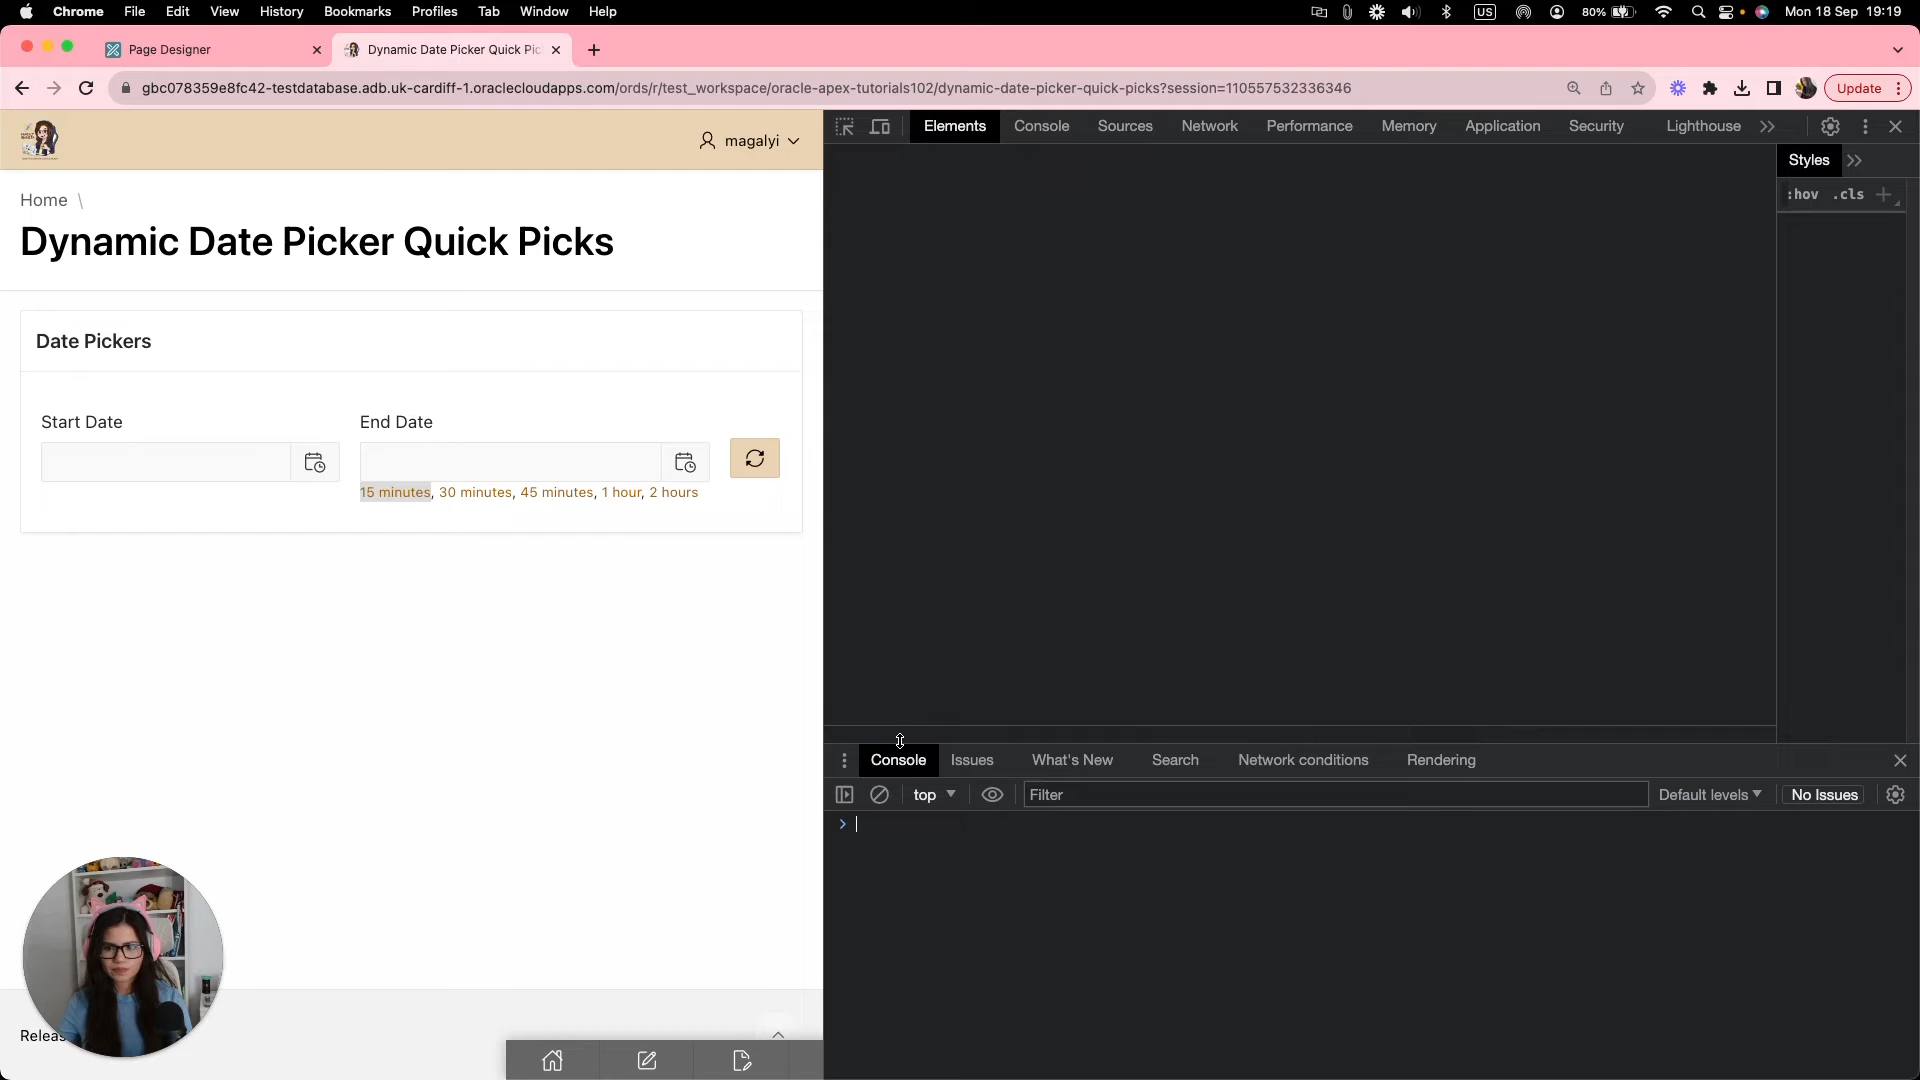 Chrome File Edit View History Bookmarks Profiles Tab Window Help US 80% Mon 18 Sep 19:19
Page Designer
Dynamic Date Picker Quick Pic
gbc078359e8fc42-testdatabase.adb.uk-cardiff-1.oraclecloudapps.com/ords/r/test_workspace/oracle-apex-tutorials102/dynamic-date-picker-quick-picks?session=110557532336346
Update
magalyi
Home \
Dynamic Date Picker Quick Picks
Date Pickers
Start Date
End Date
15 minutes, 30 minutes, 45 minutes, 1 hour, 2 hours
Elements Console Sources Network Performance Memory Application Security Lighthouse
Styles
:hov .cls
Console Issues What's New Search Network conditions Rendering
top Filter Default levels No Issues
>
Releas